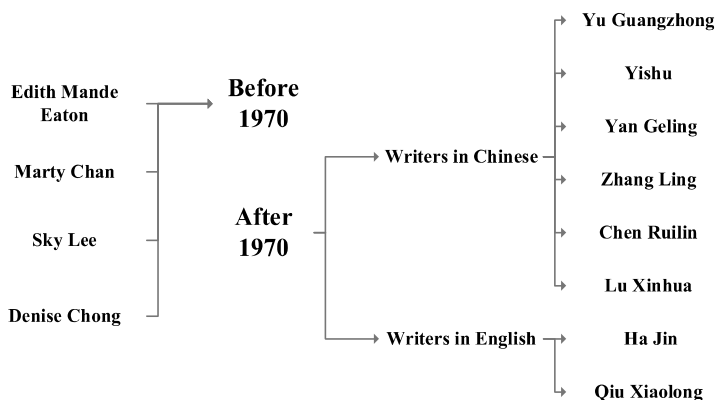 Edith Mande
Eaton
Marty Chan
Sky Lee
Denise Chong
Before
1970
After
1970
Writers in Chinese
Writers in English
Yu Guangzhong
Yishu
Yan Geling
Zhang Ling
Chen Ruilin
Lu Xinhua
Ha Jin
Qiu Xiaolong